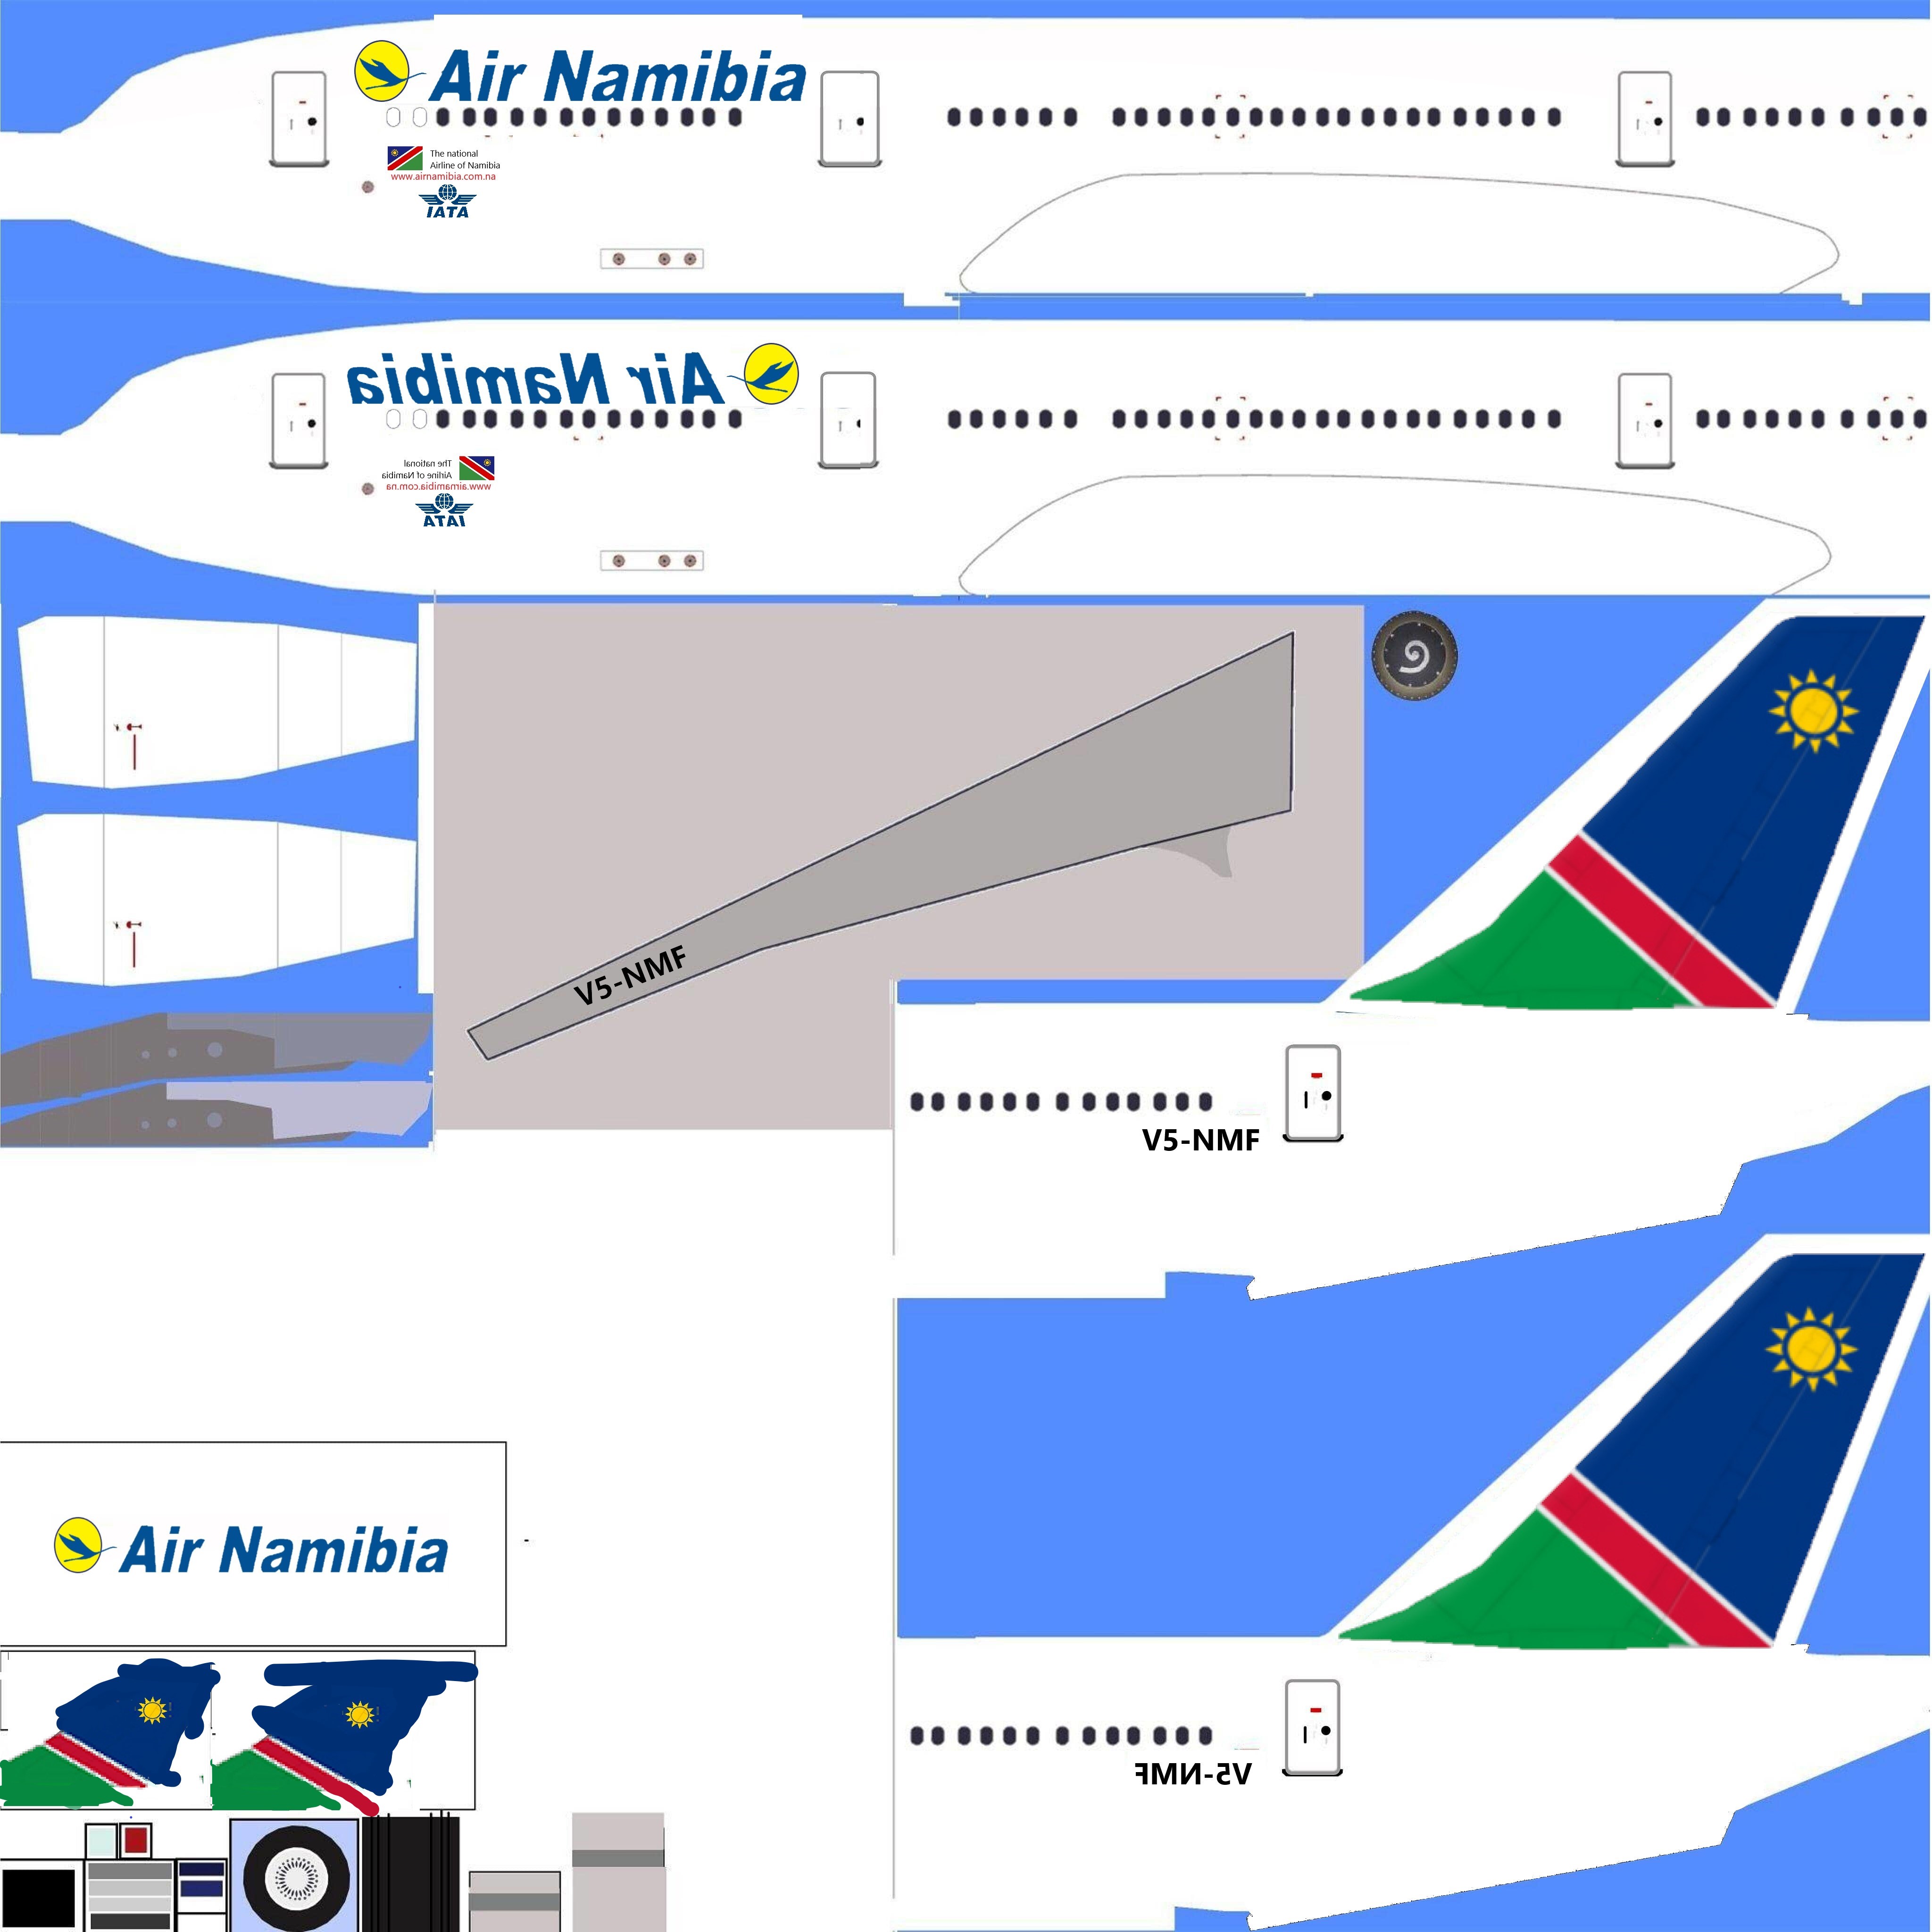 Air Namibia
The national
Airline of Namibia
www.airnamibia.com.na
IATA
Air Namibia
The national
Airline of Namibia
www.airnamibia.com.na
IATA
V5-NMF
V5-NMF
Air Namibia
V5-NMF